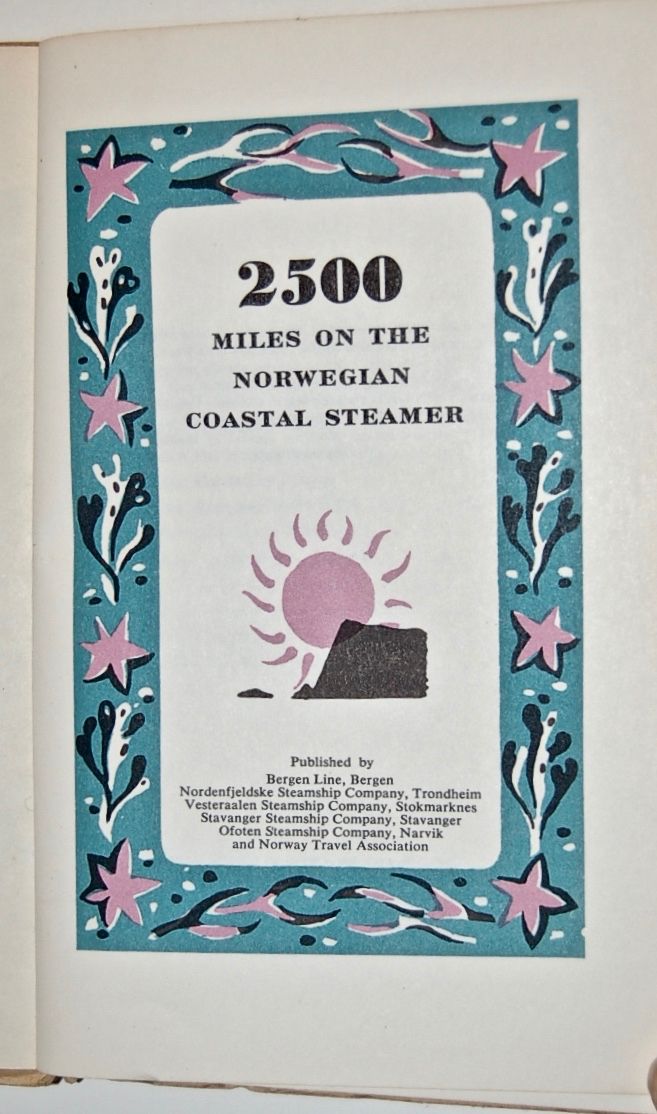 2500
MILES ON THE
NORWEGIAN
COASTAL STEAMER
Published by
Bergen Line, Bergen
Nordenfjeldske Steamship Company, Trondheim
Vesteraalen Steamship Company, Stokmarknes
Stavanger Steamship Company, Stavanger
Ofoten Steamship Company, Narvik
and Norway Travel Association